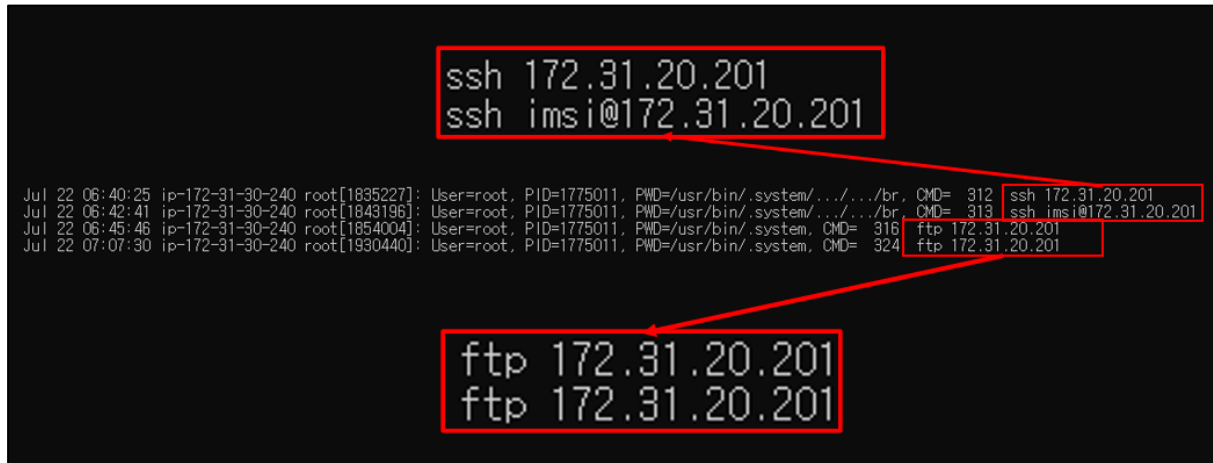 ssh 172.31.20.201
ssh imsi@172.31.20.201
Jul 22 06:40:25 ip-172-31-30-240 root[1835227]: User=root, PID=1775011, PWD=/usr/bin/.system/.../.../br, CMD=  312  ssh 172.31.20.201
Jul 22 06:42:41 ip-172-31-30-240 root[1843196]: User=root, PID=1775011, PWD=/usr/bin/.system/.../.../br, CMD=  313  ssh imsi@172.31.20.201
Jul 22 06:45:46 ip-172-31-30-240 root[1854004]: User=root, PID=1775011, PWD=/usr/bin/.system, CMD=  316  ftp 172.31.20.201
Jul 22 07:07:30 ip-172-31-30-240 root[1930440]: User=root, PID=1775011, PWD=/usr/bin/.system, CMD=  324  ftp 172.31.20.201
ftp 172.31.20.201
ftp 172.31.20.201